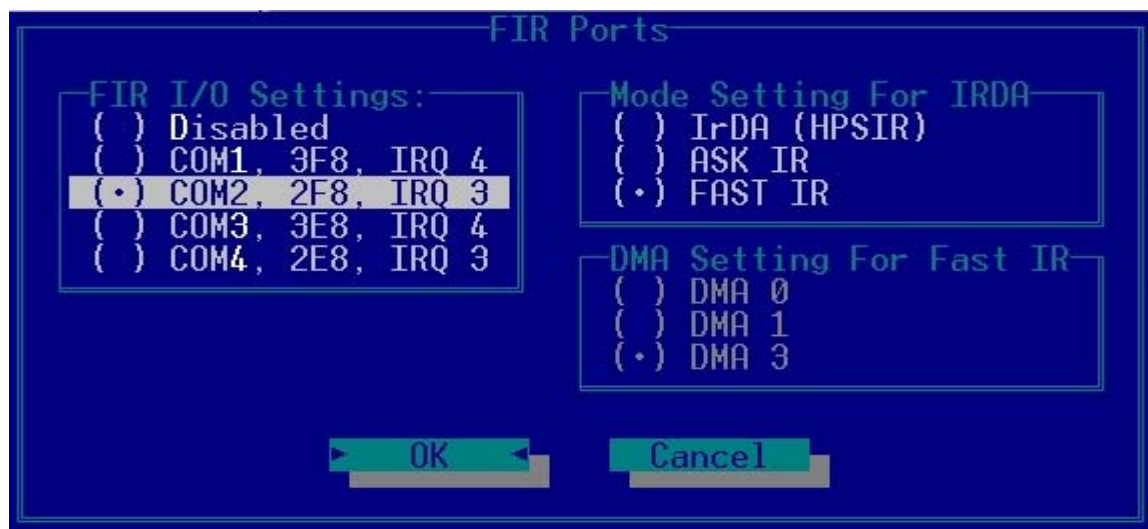 FIR Ports
FIR I/O Settings:
( ) Disabled
( ) COM1, 3F8, IRQ 4
(•) COM2, 2F8, IRQ 3
( ) COM3, 3E8, IRQ 4
( ) COM4, 2E8, IRQ 3
Mode Setting For IRDA
( ) IrDA (HPSIR)
( ) ASK IR
(•) FAST IR
DMA Setting For Fast IR
( ) DMA 0
( ) DMA 1
(•) DMA 3
OK
Cancel